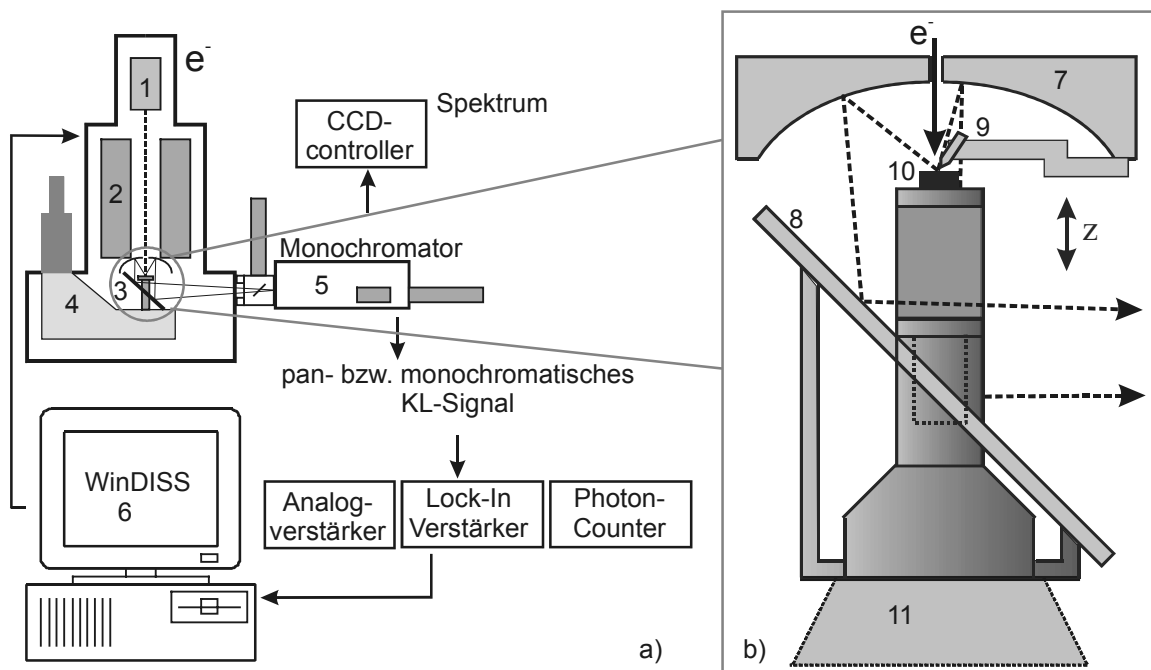 e-
1
2
3
4
5
CCD-
controller
Spektrum
Monochromator
pan- bzw. monochromatisches
KL-Signal
WinDISS
6
Analog-
verstärker
Lock-In
Verstärker
Photon-
Counter
a)
e-
7
9
10
8
z
11
b)